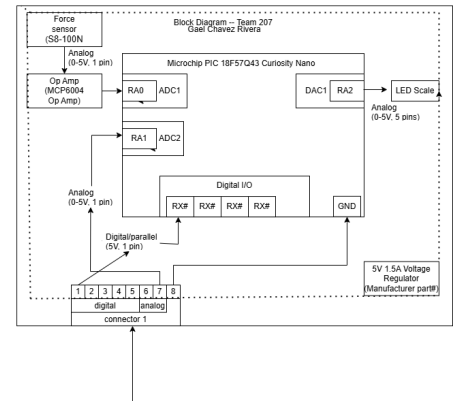 Block Diagram -- Team 207
Gael Chavez Rivera
Force
sensor
(S8-100N
Analog
(0-5V, 1 pin)
Op Amp
(MCP6004
Op Amp)
Microchip PIC 18F57Q43 Curiosity Nano
RA0 ADC1
RA1 ADC2
DAC1 RA2
LED Scale
Analog
(0-5V, 5 pins)
Analog
(0-5V, 1 pin)
Digital I/O
RX# RX# RX# RX#
GND
Digital/parallel
(5V, 1 pin)
5V 1.5A Voltage
Regulator
(Manufacturer part#)
1 2 3 4 5 6 7 8
digital analog
connector 1